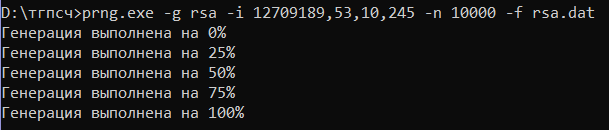 D:\тгпсч>prng.exe -g rsa -i 12709189,53,10,245 -n 10000 -f rsa.dat
Генерация выполнена на 0%
Генерация выполнена на 25%
Генерация выполнена на 50%
Генерация выполнена на 75%
Генерация выполнена на 100%